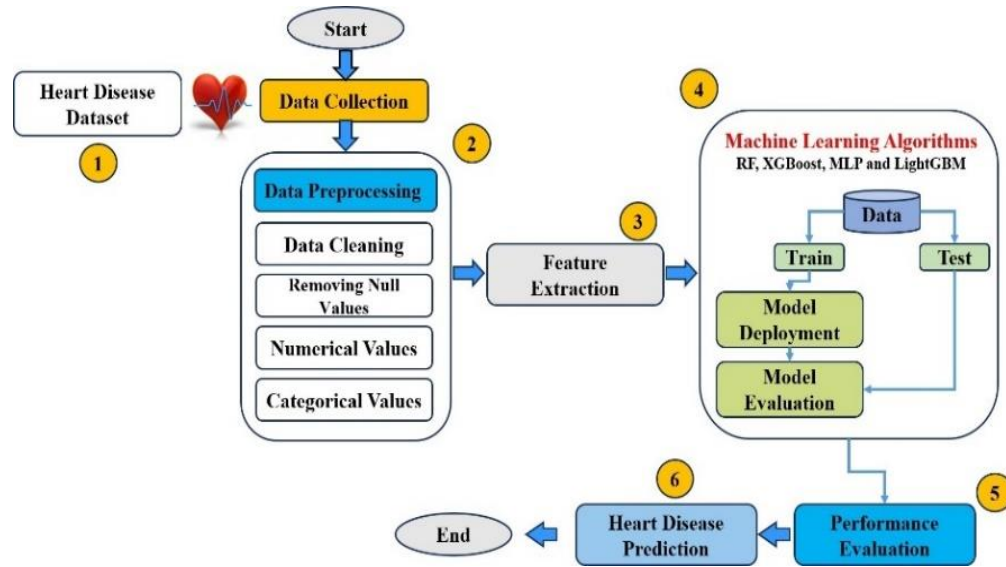 Start
Heart Disease
Dataset
1
Data Collection
2
Data Preprocessing
Data Cleaning
Removing Null
Values
Numerical Values
Categorical Values
3
Feature
Extraction
4
Machine Learning Algorithms
RF, XGBoost, MLP and LightGBM
Data
Train
Test
Model
Deployment
Model
Evaluation
5
Performance
Evaluation
6
Heart Disease
Prediction
End